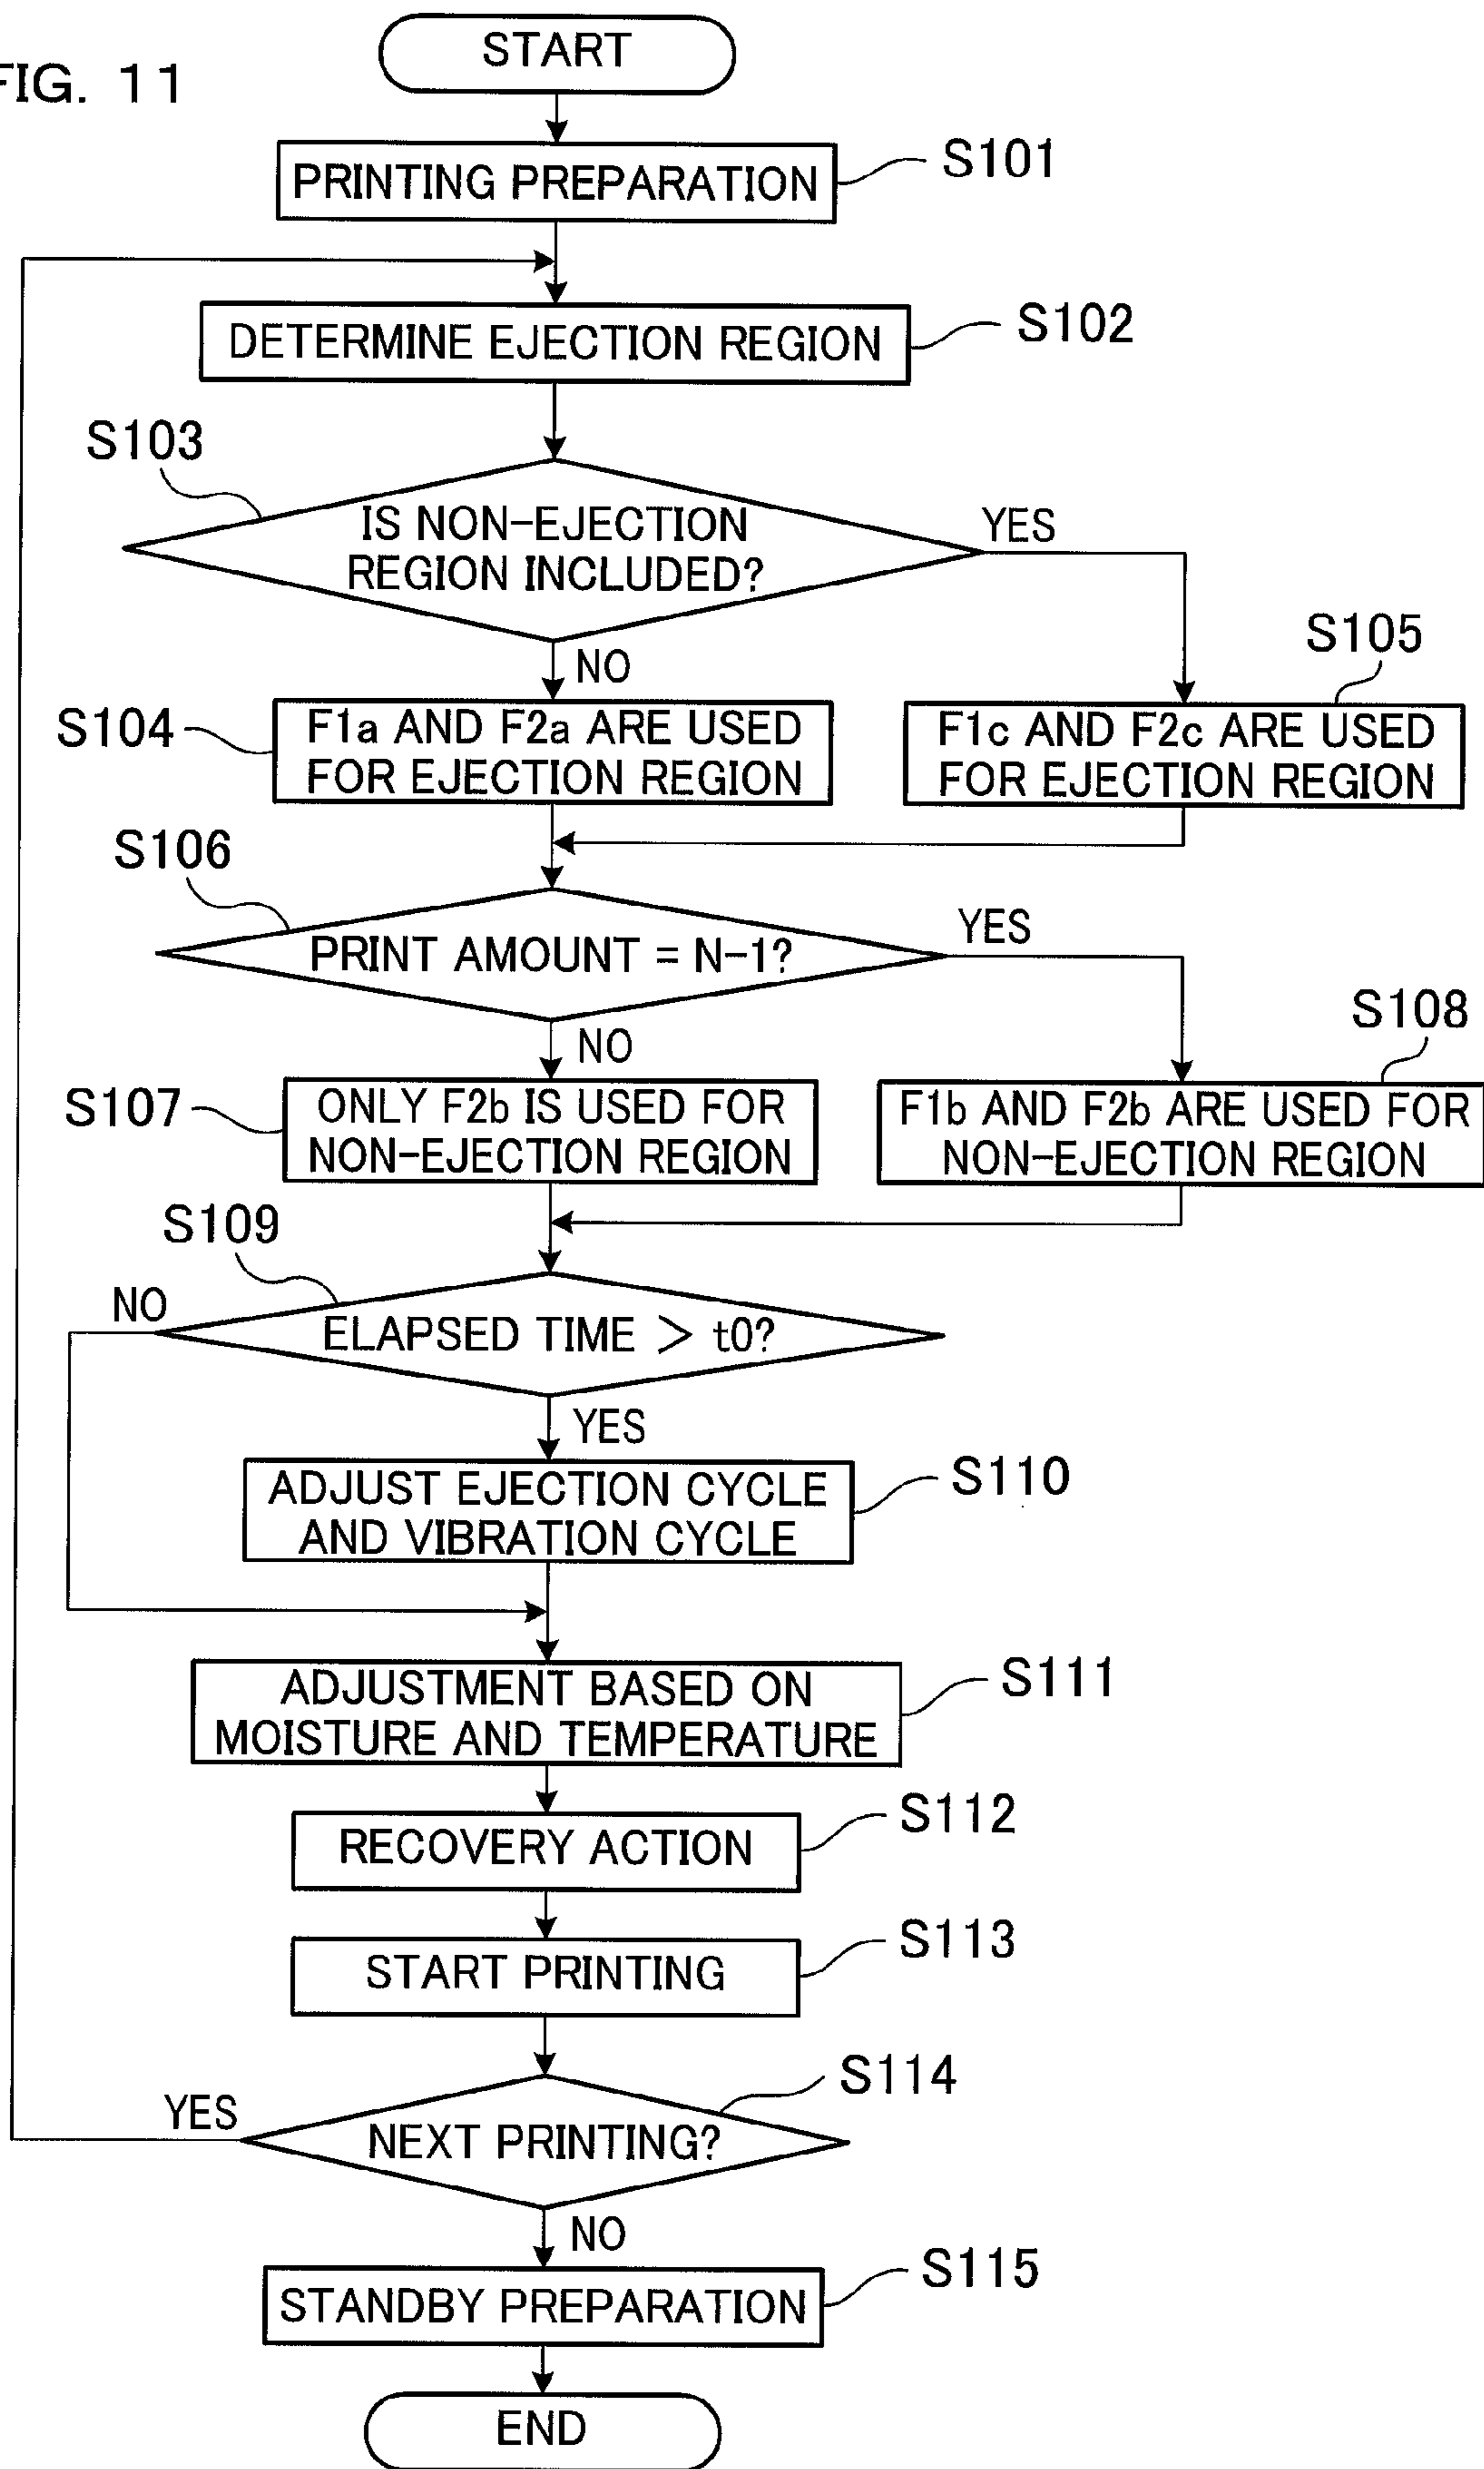 START
FIG. 11
PRINTING PREPARATION
S101
DETERMINE EJECTION REGION
S102
S103
IS NON-EJECTION
REGION INCLUDED?
YES
NO
S104
F1a AND F2a ARE USED
FOR EJECTION REGION
S105
F1c AND F2c ARE USED
FOR EJECTION REGION
S106
PRINT AMOUNT = N-1?
YES
NO
S107
ONLY F2b IS USED FOR
NON-EJECTION REGION
S108
F1b AND F2b ARE USED FOR
NON-EJECTION REGION
S109
NO
ELAPSED TIME > t0?
YES
ADJUST EJECTION CYCLE
AND VIBRATION CYCLE
S110
ADJUSTMENT BASED ON
MOISTURE AND TEMPERATURE
S111
RECOVERY ACTION
S112
START PRINTING
S113
S114
YES
NEXT PRINTING?
NO
STANDBY PREPARATION
S115
END